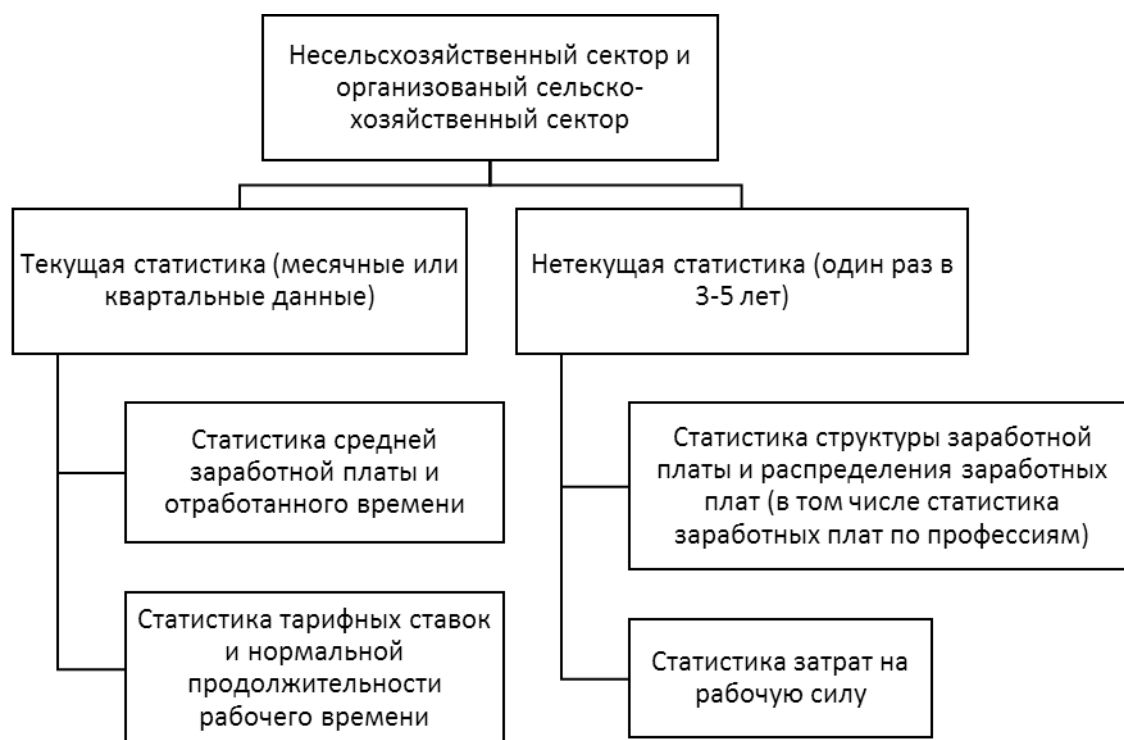 Несельсхозяйственный сектор и
организованый сельско-
хозяйственный сектор
Текущая статистика (месячные или
квартальные данные)
Нетекущая статистика (один раз в
3-5 лет)
Статистика средней
заработной платы и
отработанного времени
Статистика структуры заработной
платы и распределения заработных
плат (в том числе статистика
заработных плат по профессиям)
Статистика тарифных ставок
и нормальной
продолжительности
рабочего времени
Статистика затрат на
рабочую силу